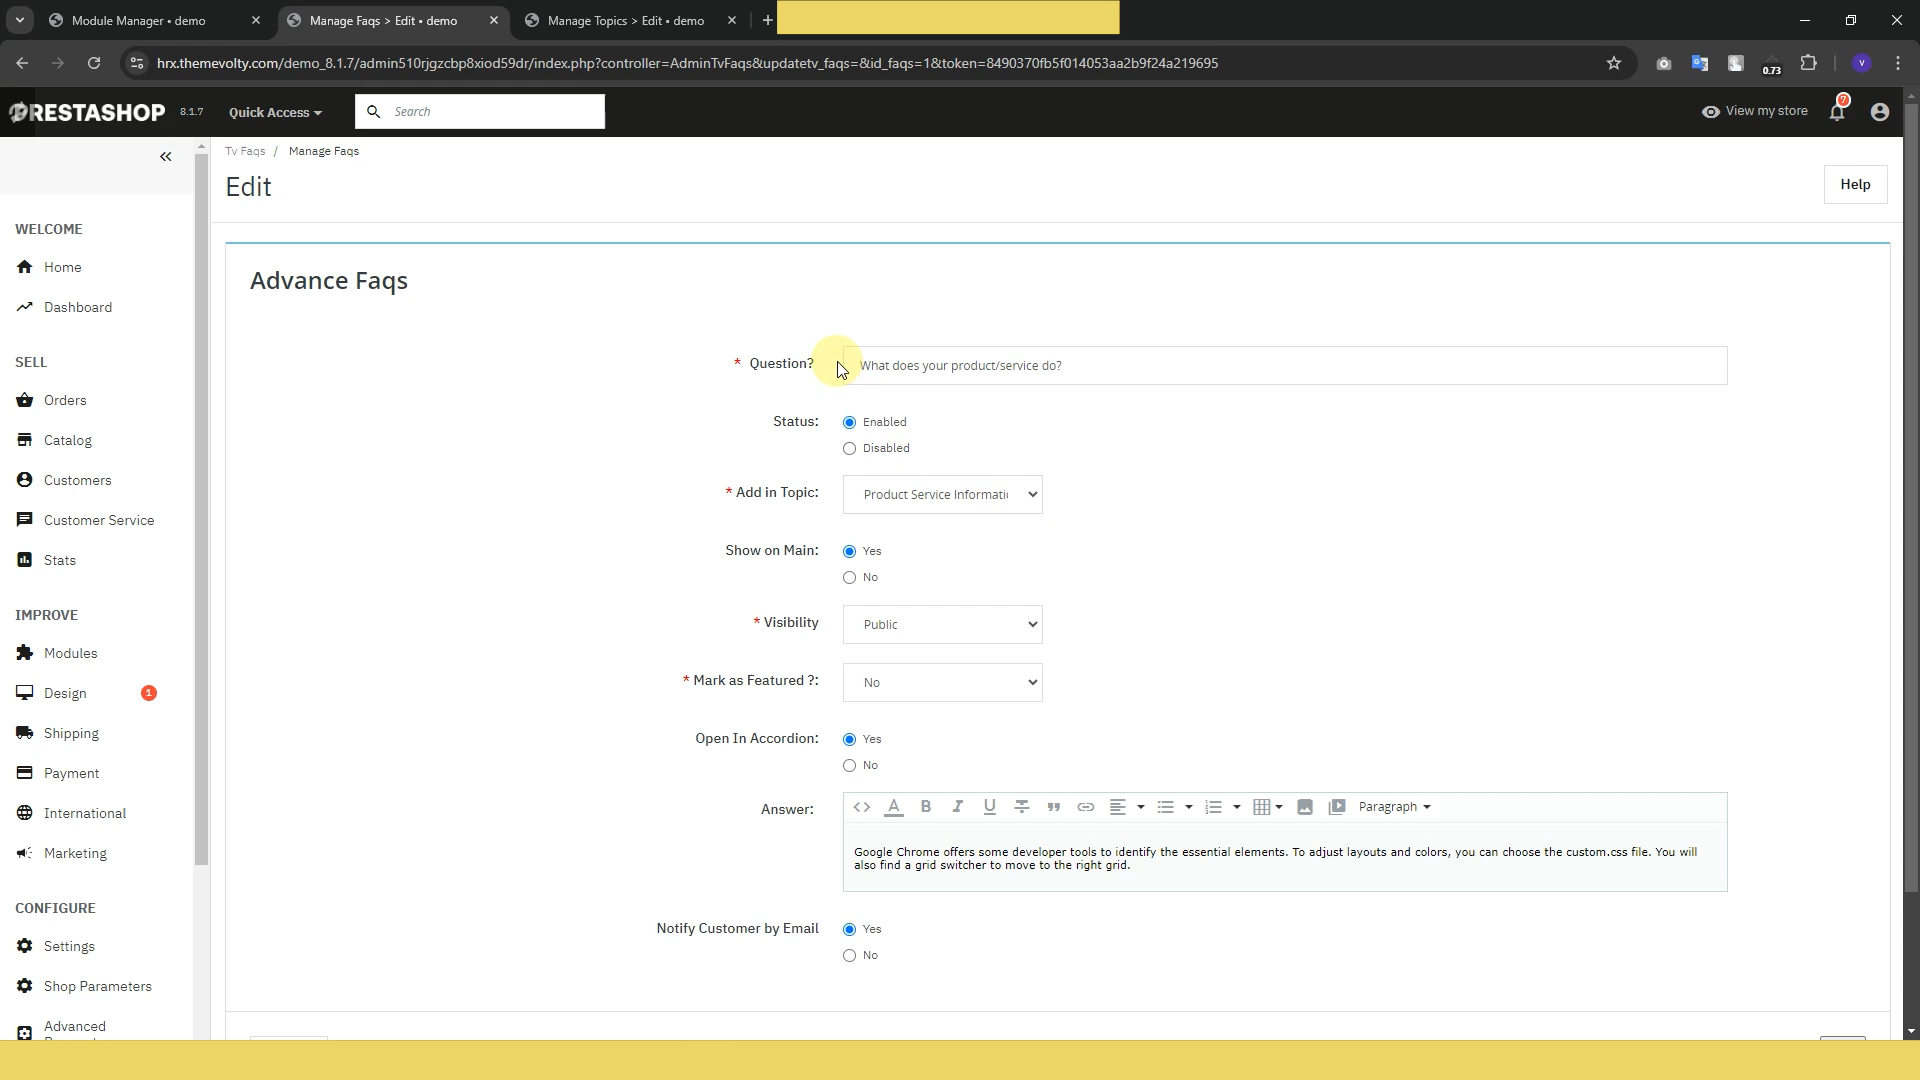 Module Manager • demo
Manage Faqs > Edit • demo
Manage Topics > Edit • demo
hrx.themevolty.com/demo_8.1.7/admin510rjgzcbp8xiod59dr/index.php?controller=AdminTvFaqs&updatetv_faqs=&id_faqs=1&token=8490370fb5f014053aa2b9f24a219695
0.73
V
PRESTASHOP 8.1.7
Quick Access
Search
View my store
7
Tv Faqs / Manage Faqs
Edit
Help
WELCOME
Home
Dashboard
SELL
Orders
Catalog
Customers
Customer Service
Stats
IMPROVE
Modules
Design 1
Shipping
Payment
International
Marketing
CONFIGURE
Settings
Shop Parameters
Advanced
Advance Faqs
* Question? What does your product/service do?
Status: Enabled
Disabled
* Add in Topic: Product Service Informatic
Show on Main: Yes
No
* Visibility Public
* Mark as Featured ?: No
Open In Accordion: Yes
No
Answer:
Paragraph
Google Chrome offers some developer tools to identify the essential elements. To adjust layouts and colors, you can choose the custom.css file. You will
also find a grid switcher to move to the right grid.
Notify Customer by Email Yes
No